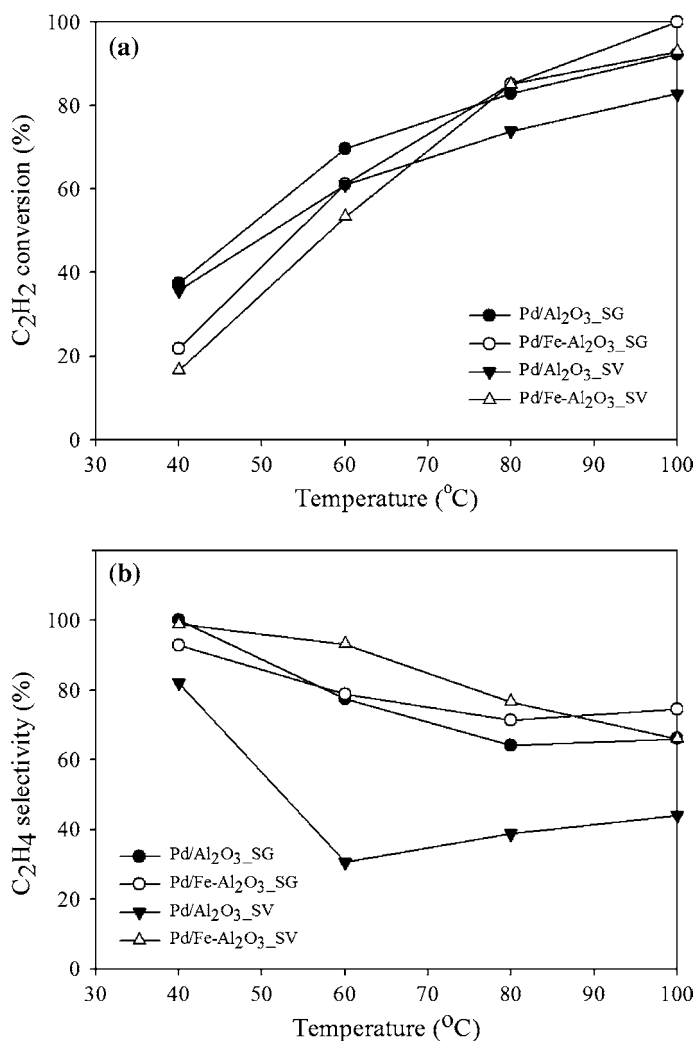 (a)
C2H2 conversion (%)
100
80
60
40
20
0
Pd/Al2O3_SG
Pd/Fe-Al2O3_SG
Pd/Al2O3_SV
Pd/Fe-Al2O3_SV
30 40 50 60 70 80 90 100
Temperature (°C)
(b)
C2H4 selectivity (%)
100
80
60
40
20
0
Pd/Al2O3_SG
Pd/Fe-Al2O3_SG
Pd/Al2O3_SV
Pd/Fe-Al2O3_SV
30 40 50 60 70 80 90 100
Temperature (°C)